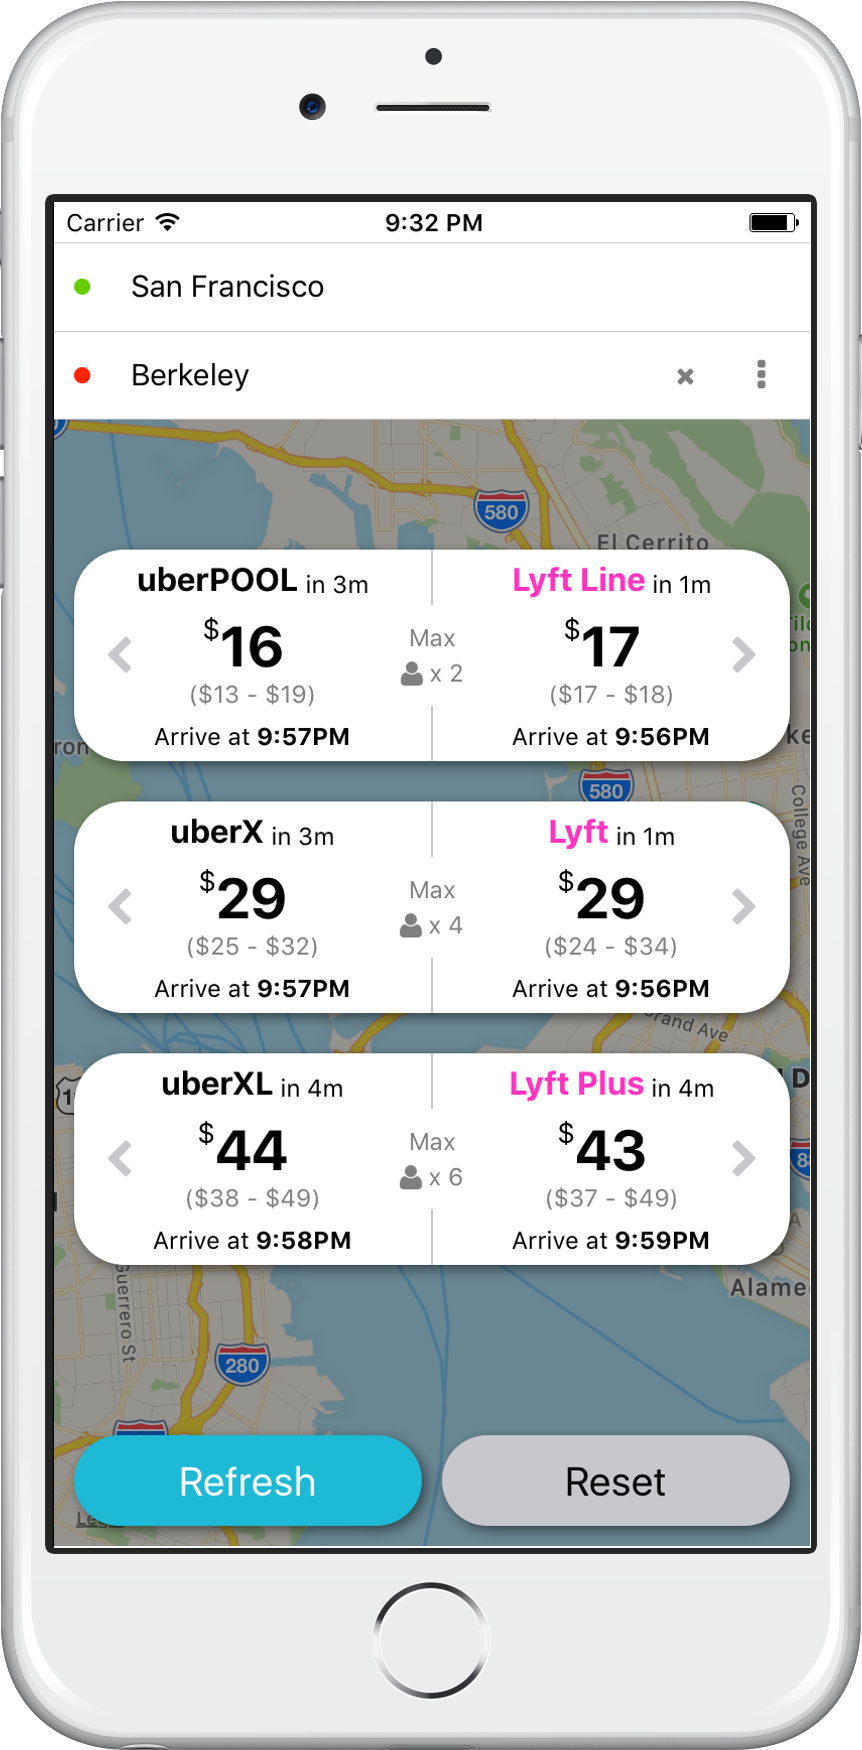 Carrier 9:32 PM
San Francisco
Berkeley
580
El Cerrito
uberPOOL in 3m
Lyft Line in 1m
$16
Max
x 2
$17
($13 - $19)
($17 - $18)
Arrive at 9:57PM
Arrive at 9:56PM
580
College Ave
uberX in 3m
Lyft in 1m
$29
Max
x 4
$29
($25 - $32)
($24 - $34)
Arrive at 9:57PM
Arrive at 9:56PM
uberXL in 4m
Lyft Plus in 4m
$44
Max
x 6
$43
($38 - $49)
($37 - $49)
Arrive at 9:58PM
Arrive at 9:59PM
Guerrero St
280
Refresh
Reset